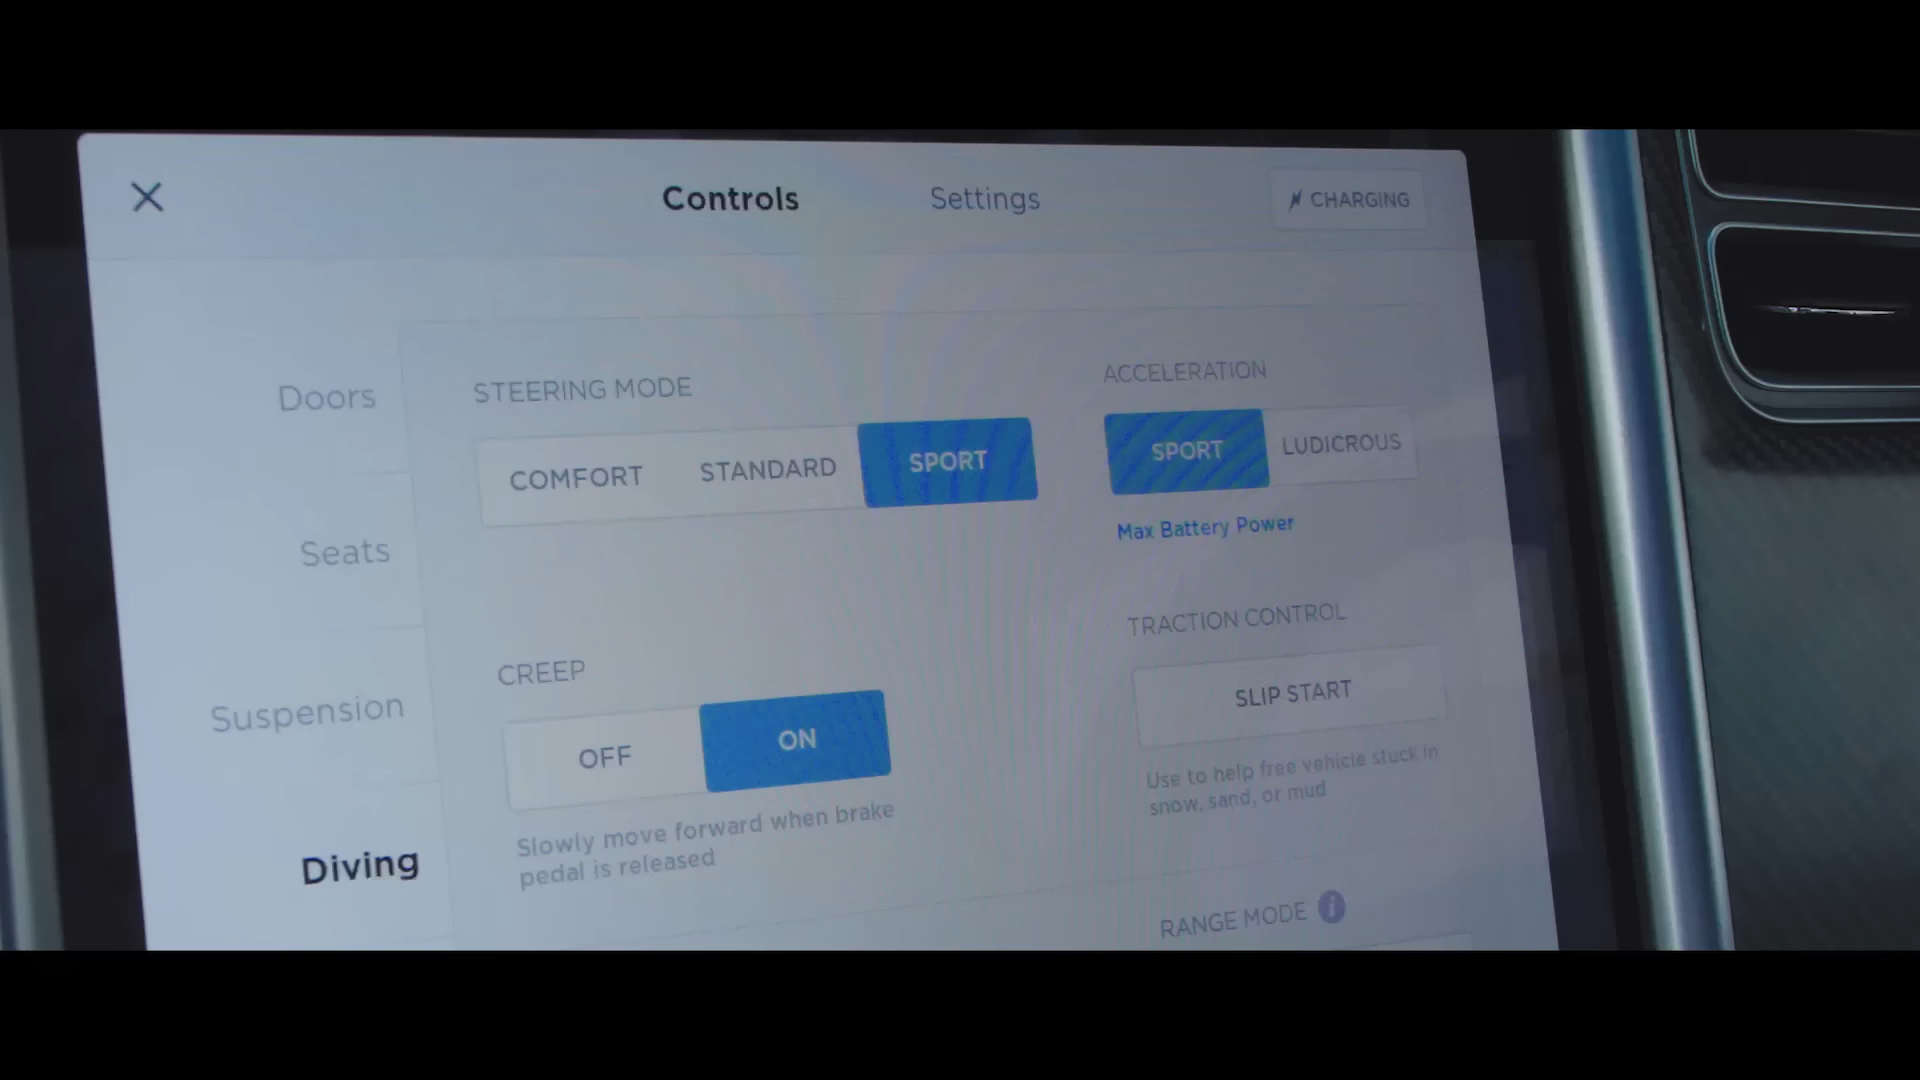 Controls
Settings
CHARGING
Doors
Seats
Suspension
Diving
STEERING MODE
COMFORT
STANDARD
SPORT
ACCELERATION
SPORT
LUDICROUS
Max Battery Power
CREEP
OFF
ON
Slowly move forward when brake
pedal is released
TRACTION CONTROL
SLIP START
Use to help free vehicle stuck in
snow, sand, or mud
RANGE MODE